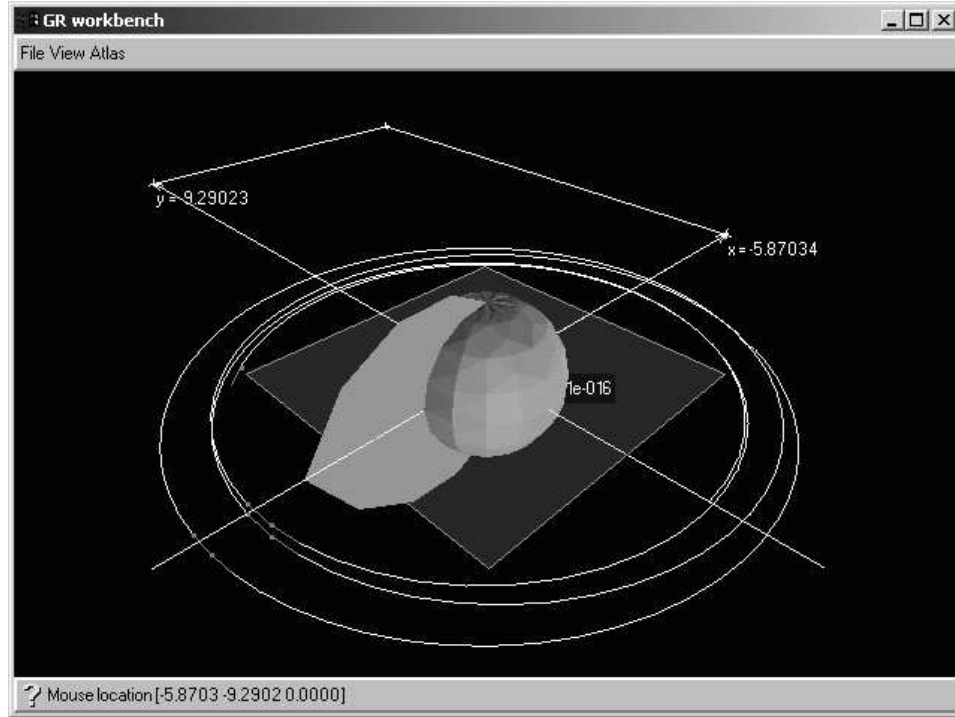 GR workbench
File View Atlas
y = -9.29023
x = -5.87034
1e-016
Mouse location [-5.8703 -9.2902 0.0000]